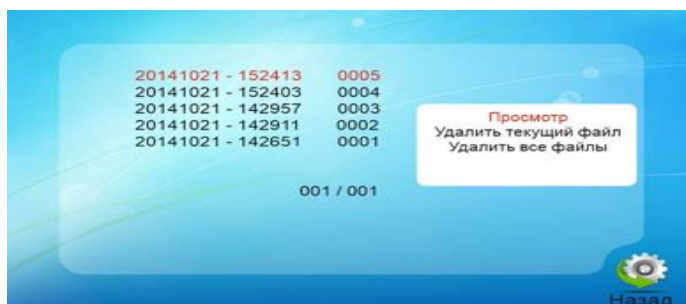 20141021 - 152413 0005
20141021 - 152403 0004
20141021 - 142957 0003
20141021 - 142911 0002
20141021 - 142651 0001
Просмотр
Удалить текущий файл
Удалить все файлы
001 / 001
Назад